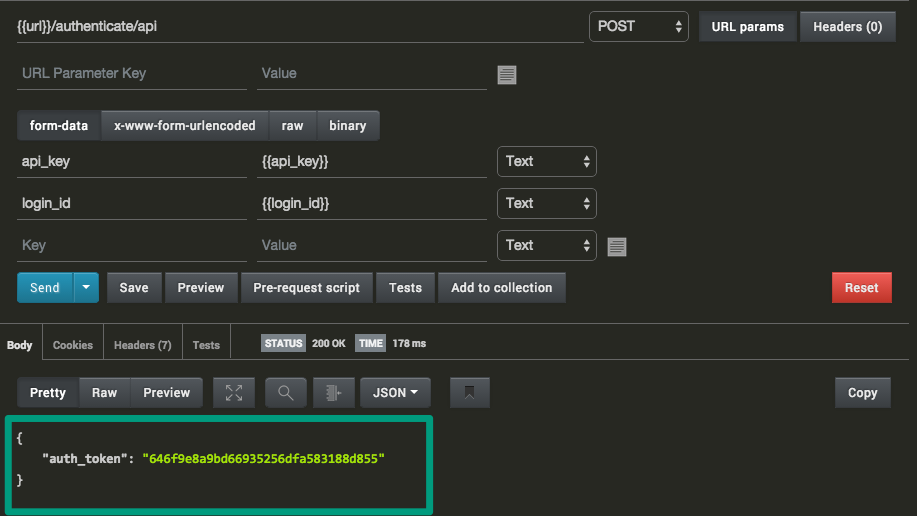 {{url}}/authenticate/api POST URL params Headers (0)
URL Parameter Key Value
form-data x-www-form-urlencoded raw binary
api_key {{api_key}} Text
login_id {{login_id}} Text
Key Value Text
Send Save Preview Pre-request script Tests Add to collection Reset
Body Cookies Headers (7) Tests STATUS 200 OK TIME 178 ms
Pretty Raw Preview JSON Copy
{
"auth_token": "646f9e8a9bd66935256dfa583188d855"
}